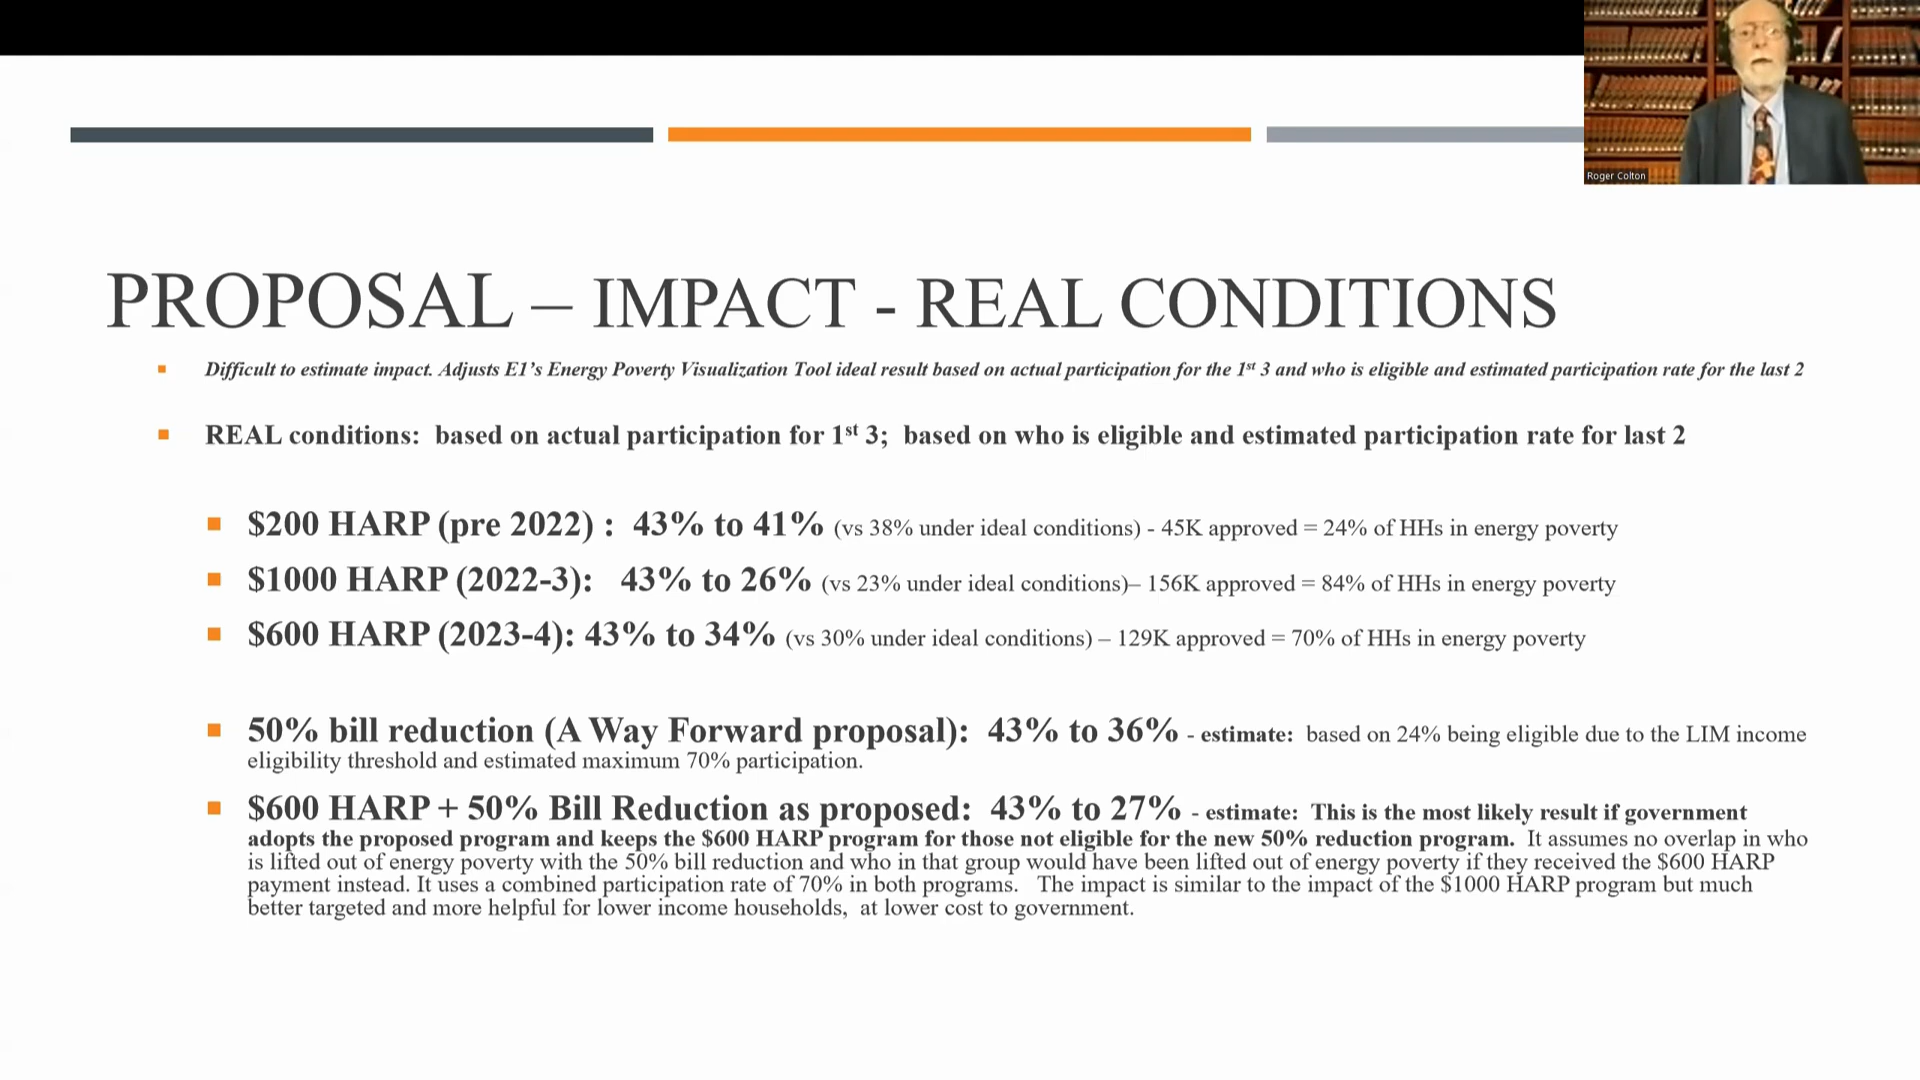 Roger Colton
PROPOSAL – IMPACT - REAL CONDITIONS
Difficult to estimate impact. Adjusts E1’s Energy Poverty Visualization Tool ideal result based on actual participation for the 1st 3 and who is eligible and estimated participation rate for the last 2
REAL conditions: based on actual participation for 1st 3; based on who is eligible and estimated participation rate for last 2
$200 HARP (pre 2022) : 43% to 41% (vs 38% under ideal conditions) - 45K approved = 24% of HHs in energy poverty
$1000 HARP (2022-3): 43% to 26% (vs 23% under ideal conditions)– 156K approved = 84% of HHs in energy poverty
$600 HARP (2023-4): 43% to 34% (vs 30% under ideal conditions) – 129K approved = 70% of HHs in energy poverty
50% bill reduction (A Way Forward proposal): 43% to 36% - estimate: based on 24% being eligible due to the LIM income
eligibility threshold and estimated maximum 70% participation.
$600 HARP + 50% Bill Reduction as proposed: 43% to 27% - estimate: This is the most likely result if government
adopts the proposed program and keeps the $600 HARP program for those not eligible for the new 50% reduction program. It assumes no overlap in who
is lifted out of energy poverty with the 50% bill reduction and who in that group would have been lifted out of energy poverty if they received the $600 HARP
payment instead. It uses a combined participation rate of 70% in both programs. The impact is similar to the impact of the $1000 HARP program but much
better targeted and more helpful for lower income households, at lower cost to government.